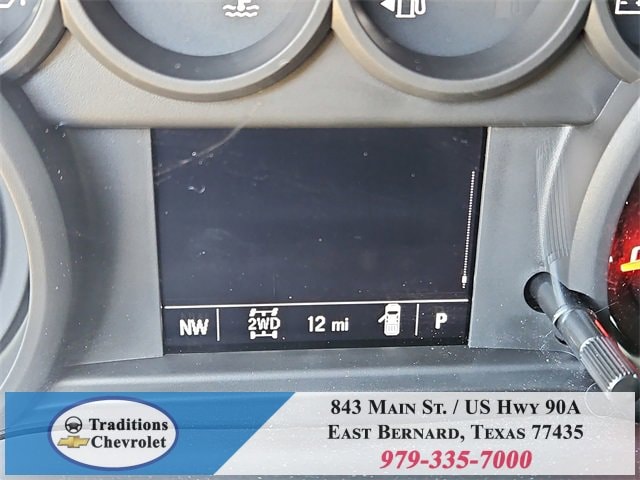 NW 2WD 12 mi P
Traditions
Chevrolet
843 Main St. / US Hwy 90A
East Bernard, Texas 77435
979-335-7000